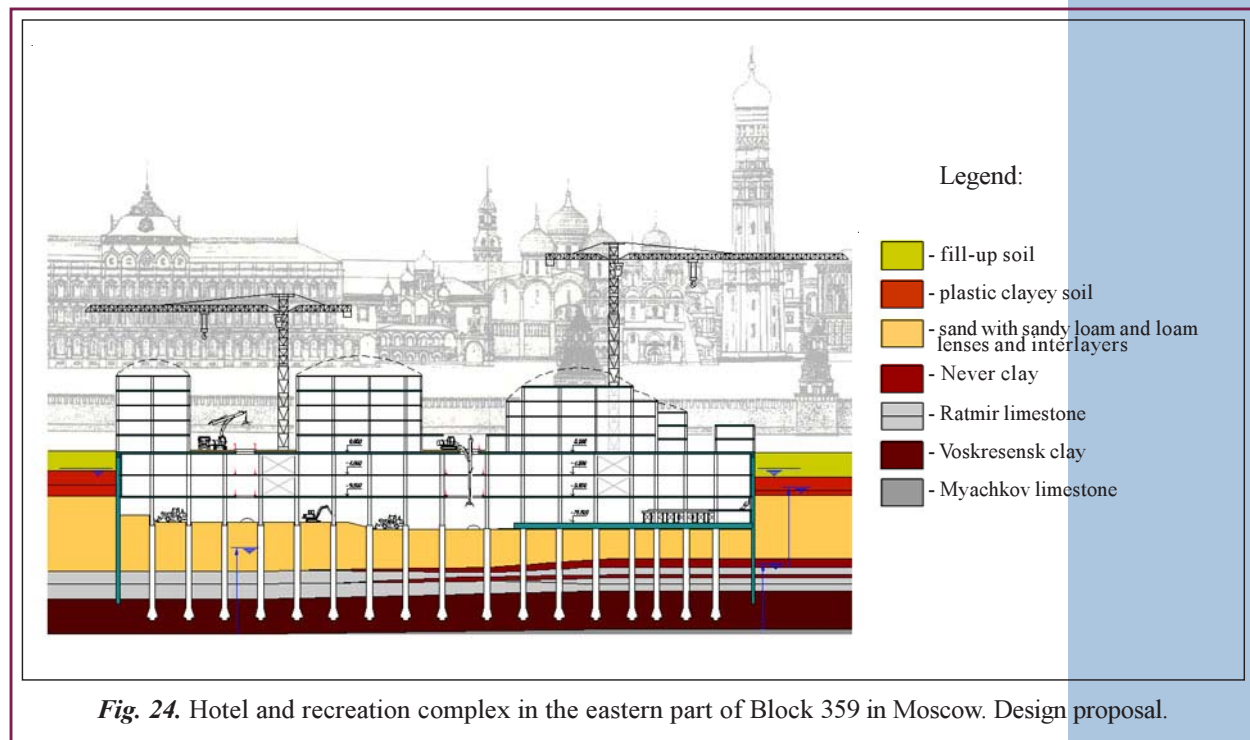 Legend:
- fill-up soil
- plastic clayey soil
- sand with sandy loam and loam
lenses and interlayers
- Never clay
- Ratmir limestone
- Voskresensk clay
- Myachkov limestone
Fig. 24. Hotel and recreation complex in the eastern part of Block 359 in Moscow. Design proposal.